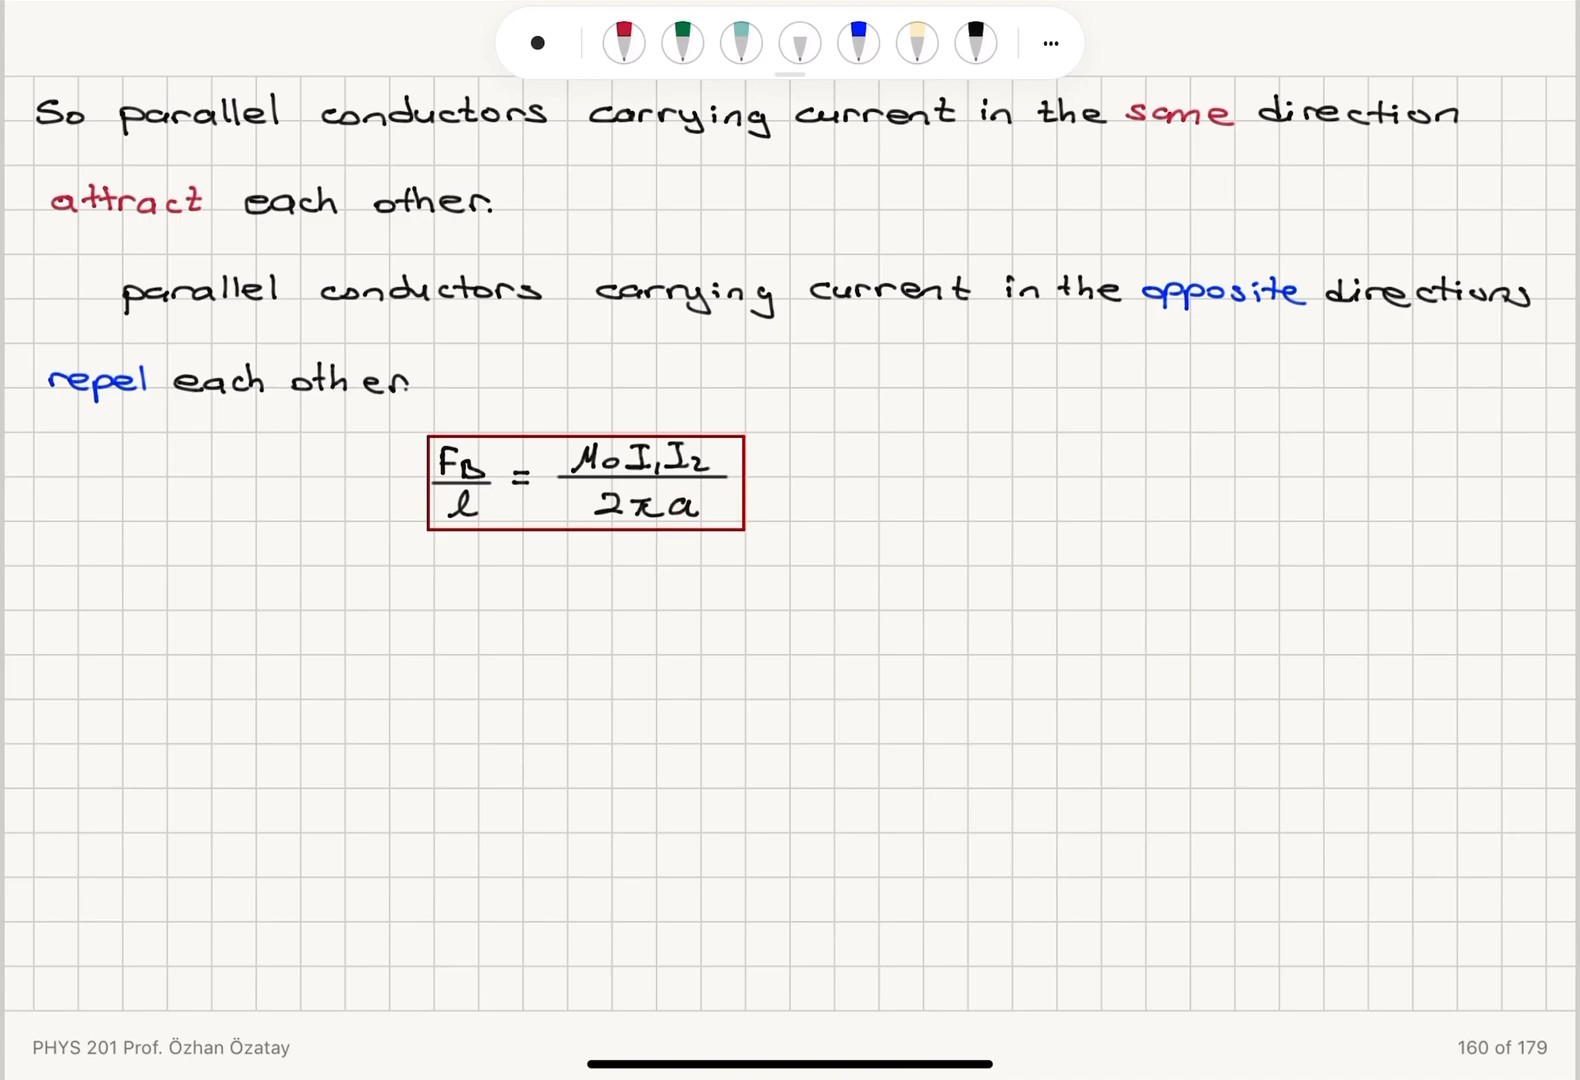 So parallel conductors carrying current in the same direction
attract each other.
parallel conductors carrying current in the opposite directions
repel each other.
F_B/l = μ₀I₁I₂/2πa
PHYS 201 Prof. Özhan Özatay
160 of 179